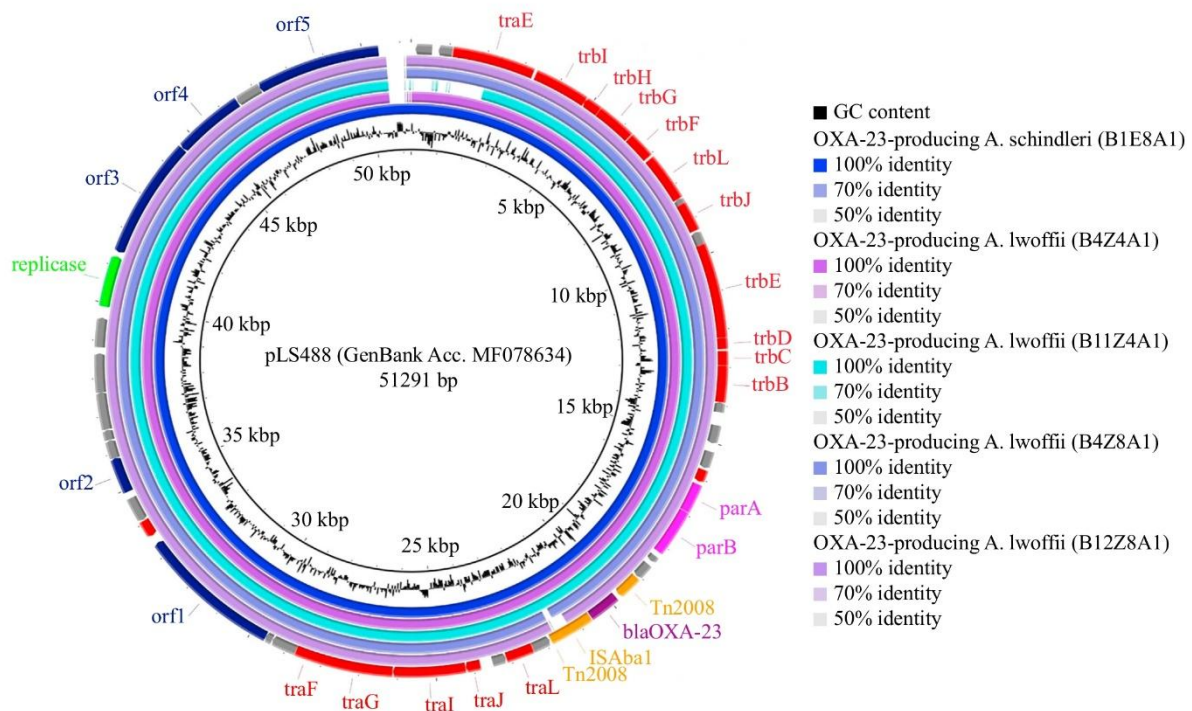 traE
trbI
trbH
trbG
trbF
trbL
trbJ
trbE
trbD
trbC
trbB
parA
parB
Tn2008
blaOXA-23
ISAba1
Tn2008
traL
traJ
traI
traG
traF
orf1
orf2
replicase
orf3
orf4
orf5
50 kbp
5 kbp
10 kbp
15 kbp
20 kbp
25 kbp
30 kbp
35 kbp
40 kbp
45 kbp
pLS488 (GenBank Acc. MF078634)
51291 bp
GC content
OXA-23-producing A. schindleri (B1E8A1)
100% identity
70% identity
50% identity
OXA-23-producing A. lwoffii (B4Z4A1)
100% identity
70% identity
50% identity
OXA-23-producing A. lwoffii (B11Z4A1)
100% identity
70% identity
50% identity
OXA-23-producing A. lwoffii (B4Z8A1)
100% identity
70% identity
50% identity
OXA-23-producing A. lwoffii (B12Z8A1)
100% identity
70% identity
50% identity